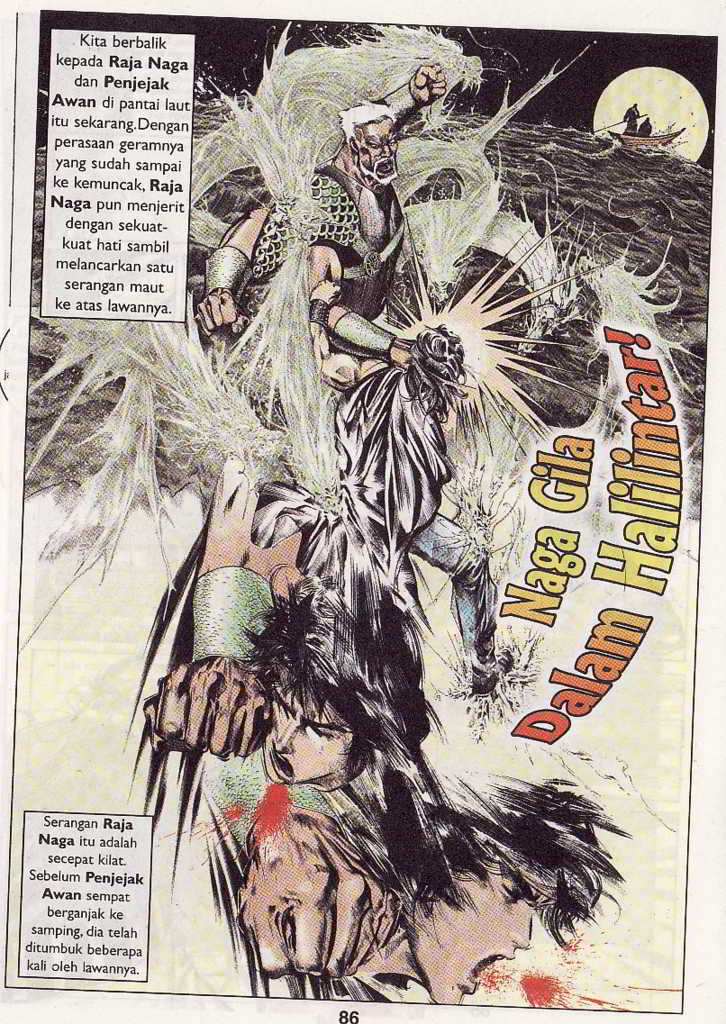 Kita berbalik
kepada Raja Naga
dan Penjejak
Awan di pantai laut
itu sekarang.Dengan
perasaan geramnya
yang sudah sampai
ke kemuncak, Raja
Naga pun menjerit
dengan sekuat-
kuat hati sambil
melancarkan satu
serangan maut
ke atas lawannya.
Naga Gila
Dalam Halilintar!
Serangan Raja
Naga itu adalah
secepat kilat.
Sebelum Penjejak
Awan sempat
berganjak ke
samping, dia telah
ditumbuk beberapa
kali oleh lawannya.
86